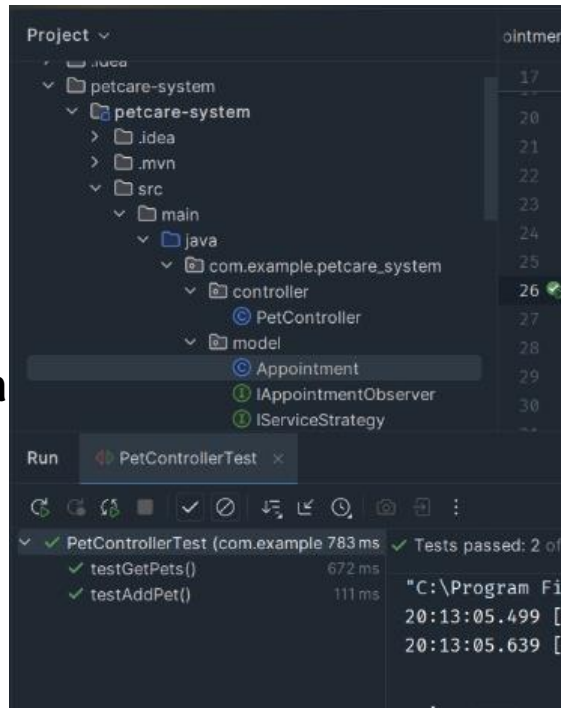 Project
.idea
petcare-system
petcare-system
.idea
.mvn
src
main
java
com.example.petcare_system
controller
PetController
model
Appointment
IAppointmentObserver
IServiceStrategy
ointmen
17
20
21
22
23
24
25
26
27
28
29
30
a
Run PetControllerTest ×
PetControllerTest (com.example 783 ms
testGetPets() 672 ms
testAddPet() 111 ms
Tests passed: 2 of
"C:\Program Fi
20:13:05.499 [
20:13:05.639 [